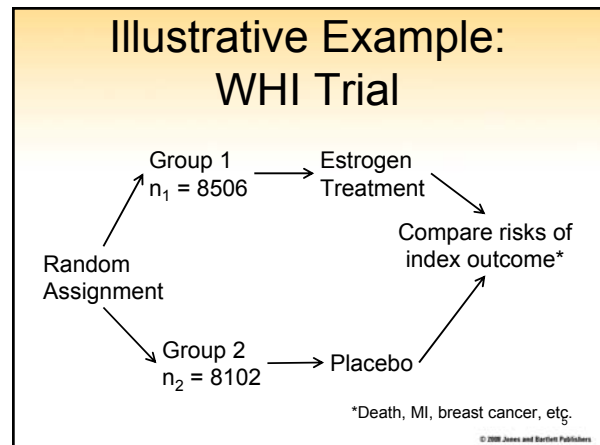 Illustrative Example:
WHI Trial
Group 1
n₁ = 8506
Estrogen
Treatment
Random
Assignment
Compare risks of
index outcome*
Group 2
n₂ = 8102
Placebo
*Death, MI, breast cancer, etc.
5
© 2008 Jones and Bartlett Publishers